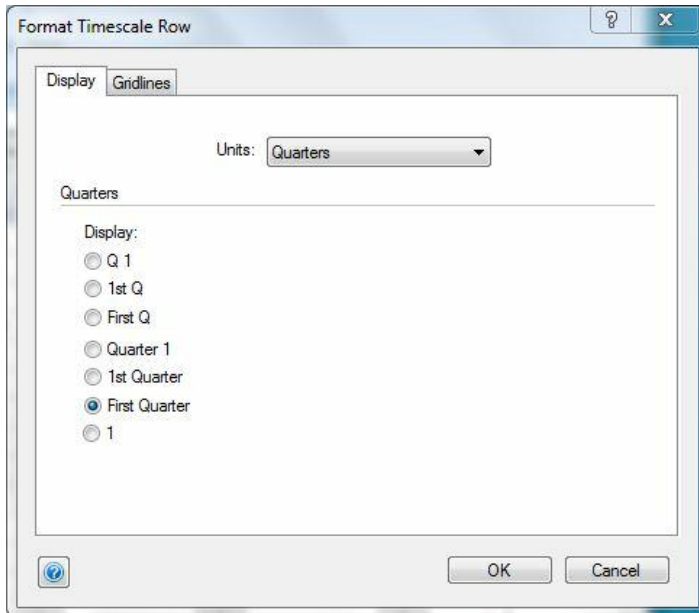 Format Timescale Row
?
X
Display
Gridlines
Units:
Quarters
Quarters
Display:
Q 1
1st Q
First Q
Quarter 1
1st Quarter
First Quarter
1
?
OK
Cancel